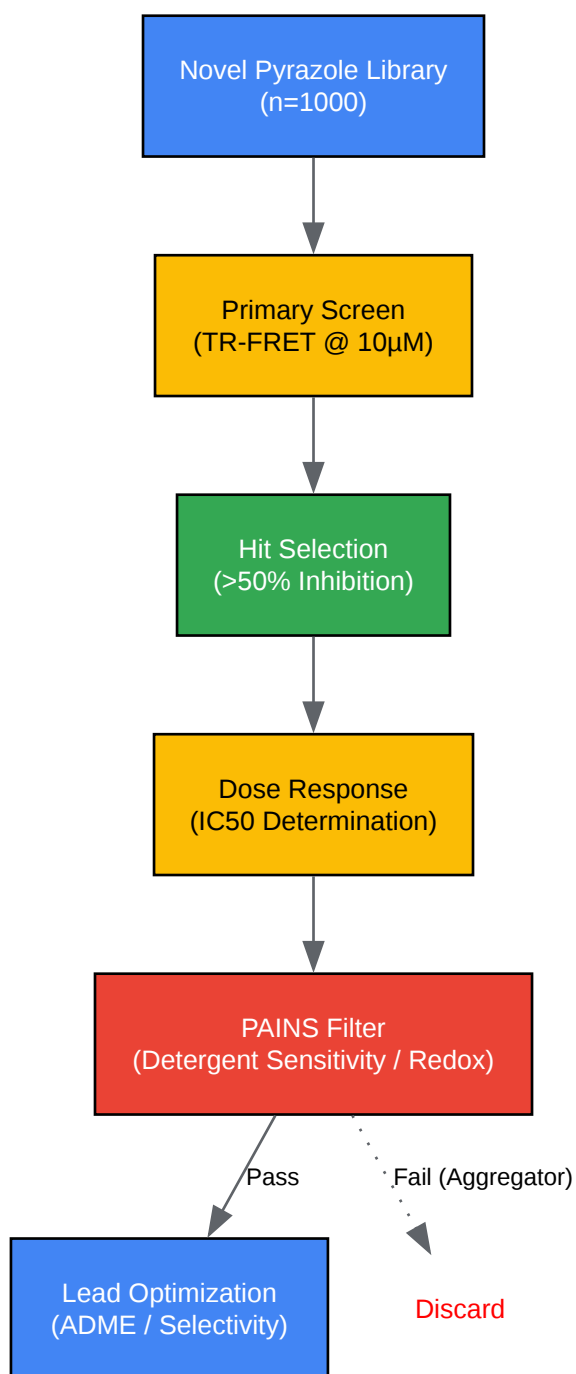 Novel Pyrazole Library
(n=1000)
Primary Screen
(TR-FRET @ 10µM)
Hit Selection
(>50% Inhibition)
Dose Response
(IC50 Determination)
PAINS Filter
(Detergent Sensitivity / Redox)
Pass
Fail (Aggregator)
Lead Optimization
(ADME / Selectivity)
Discard